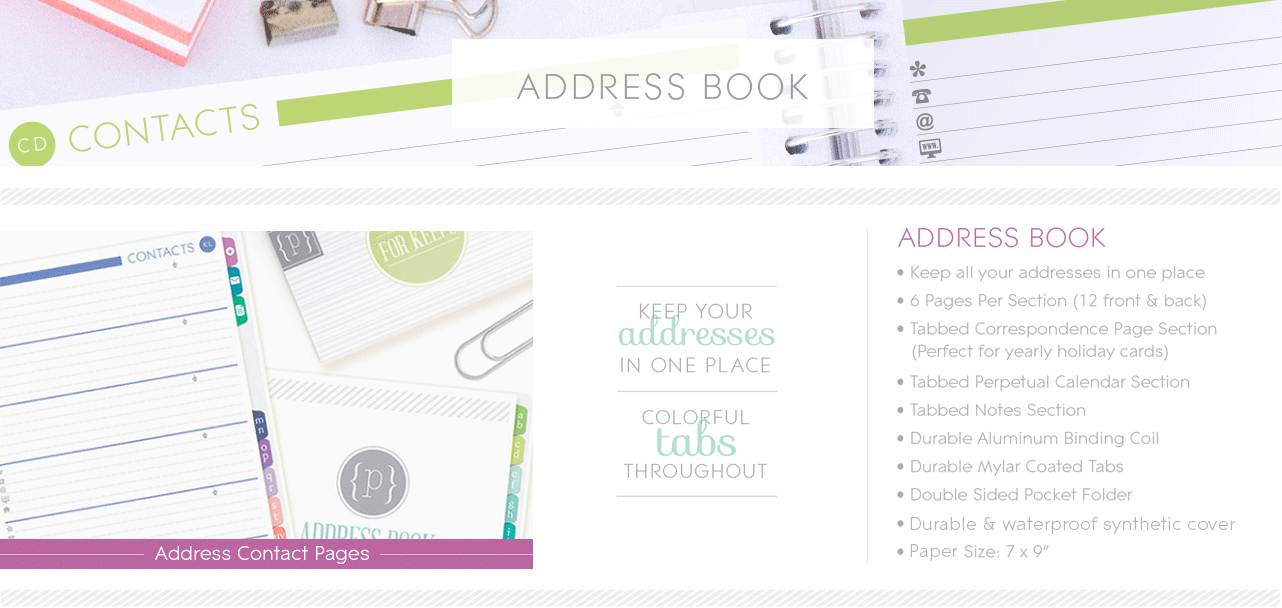 ADDRESS BOOK
CD CONTACTS
@
www.
CONTACTS KL
{p}
FOR KEEPS
m
n
o
p
q
r
s
t
a
b
c
d
e
f
g
h
i
{p}
ADDRESS BOOK
Address Contact Pages
KEEP YOUR
addresses
IN ONE PLACE
COLORFUL
tabs
THROUGHOUT
ADDRESS BOOK
• Keep all your addresses in one place
• 6 Pages Per Section (12 front & back)
• Tabbed Correspondence Page Section
(Perfect for yearly holiday cards)
• Tabbed Perpetual Calendar Section
• Tabbed Notes Section
• Durable Aluminum Binding Coil
• Durable Mylar Coated Tabs
• Double Sided Pocket Folder
• Durable & waterproof synthetic cover
• Paper Size: 7 x 9”